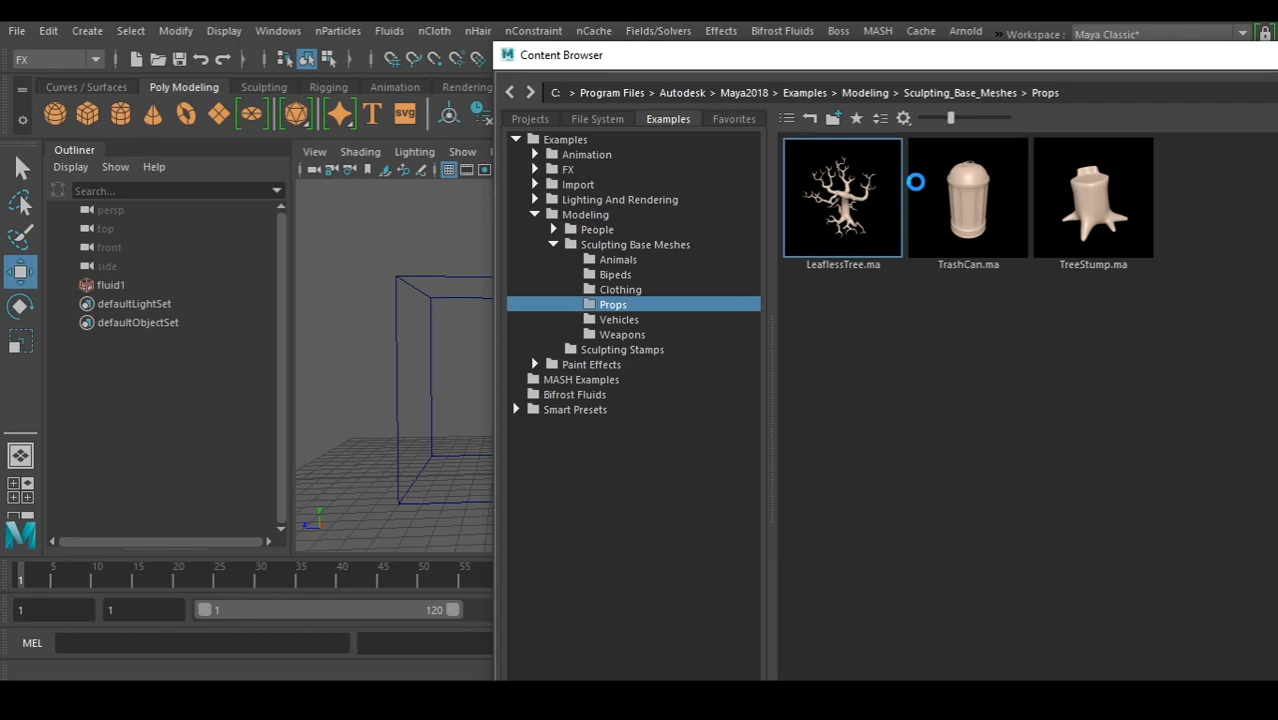 File Edit Create Select Modify Display Windows nParticles Fluids nCloth nHair nConstraint nCache Fields/Solvers Effects Bifrost Fluids Boss MASH Cache Arnold » Workspace : Maya Classic*
Content Browser
FX
C: Program Files Autodesk Maya2018 Examples Modeling Sculpting_Base_Meshes Props
Curves / Surfaces Poly Modeling Sculpting Rigging Animation Rendering
T svg
Projects File System Examples Favorites
Outliner
Display Show Help
Search...
persp
top
front
side
fluid1
defaultLightSet
defaultObjectSet
View Shading Lighting Show
Examples
Animation
FX
Import
Lighting And Rendering
Modeling
People
Sculpting Base Meshes
Animals
Bipeds
Clothing
Props
Vehicles
Weapons
Sculpting Stamps
Paint Effects
MASH Examples
Bifrost Fluids
Smart Presets
LeaflessTree.ma TrashCan.ma TreeStump.ma
y
z
1 5 10 15 20 25 30 35 40 45 50 55
1 1 1 120
MEL